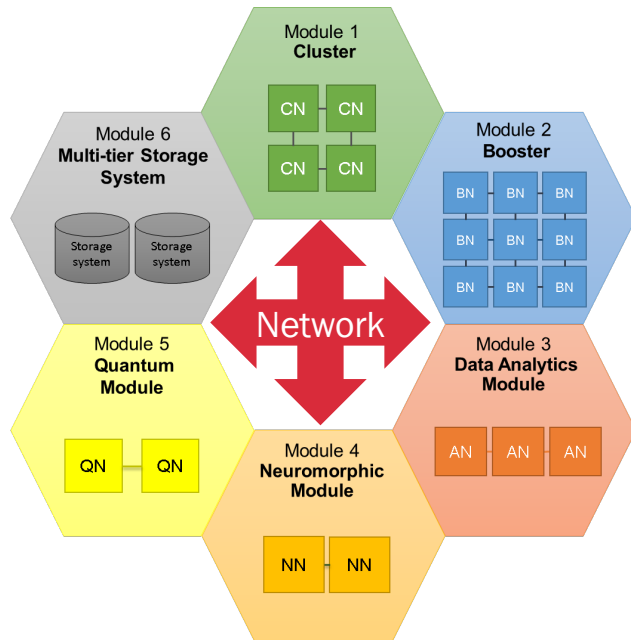 Module 1
Cluster
CN CN
CN CN
Module 2
Booster
BN BN BN
BN BN BN
BN BN BN
Module 3
Data Analytics
Module
AN AN AN
Module 4
Neuromorphic
Module
NN NN
Module 5
Quantum
Module
QN QN
Module 6
Multi-tier Storage
System
Storage
system
Storage
system
Network